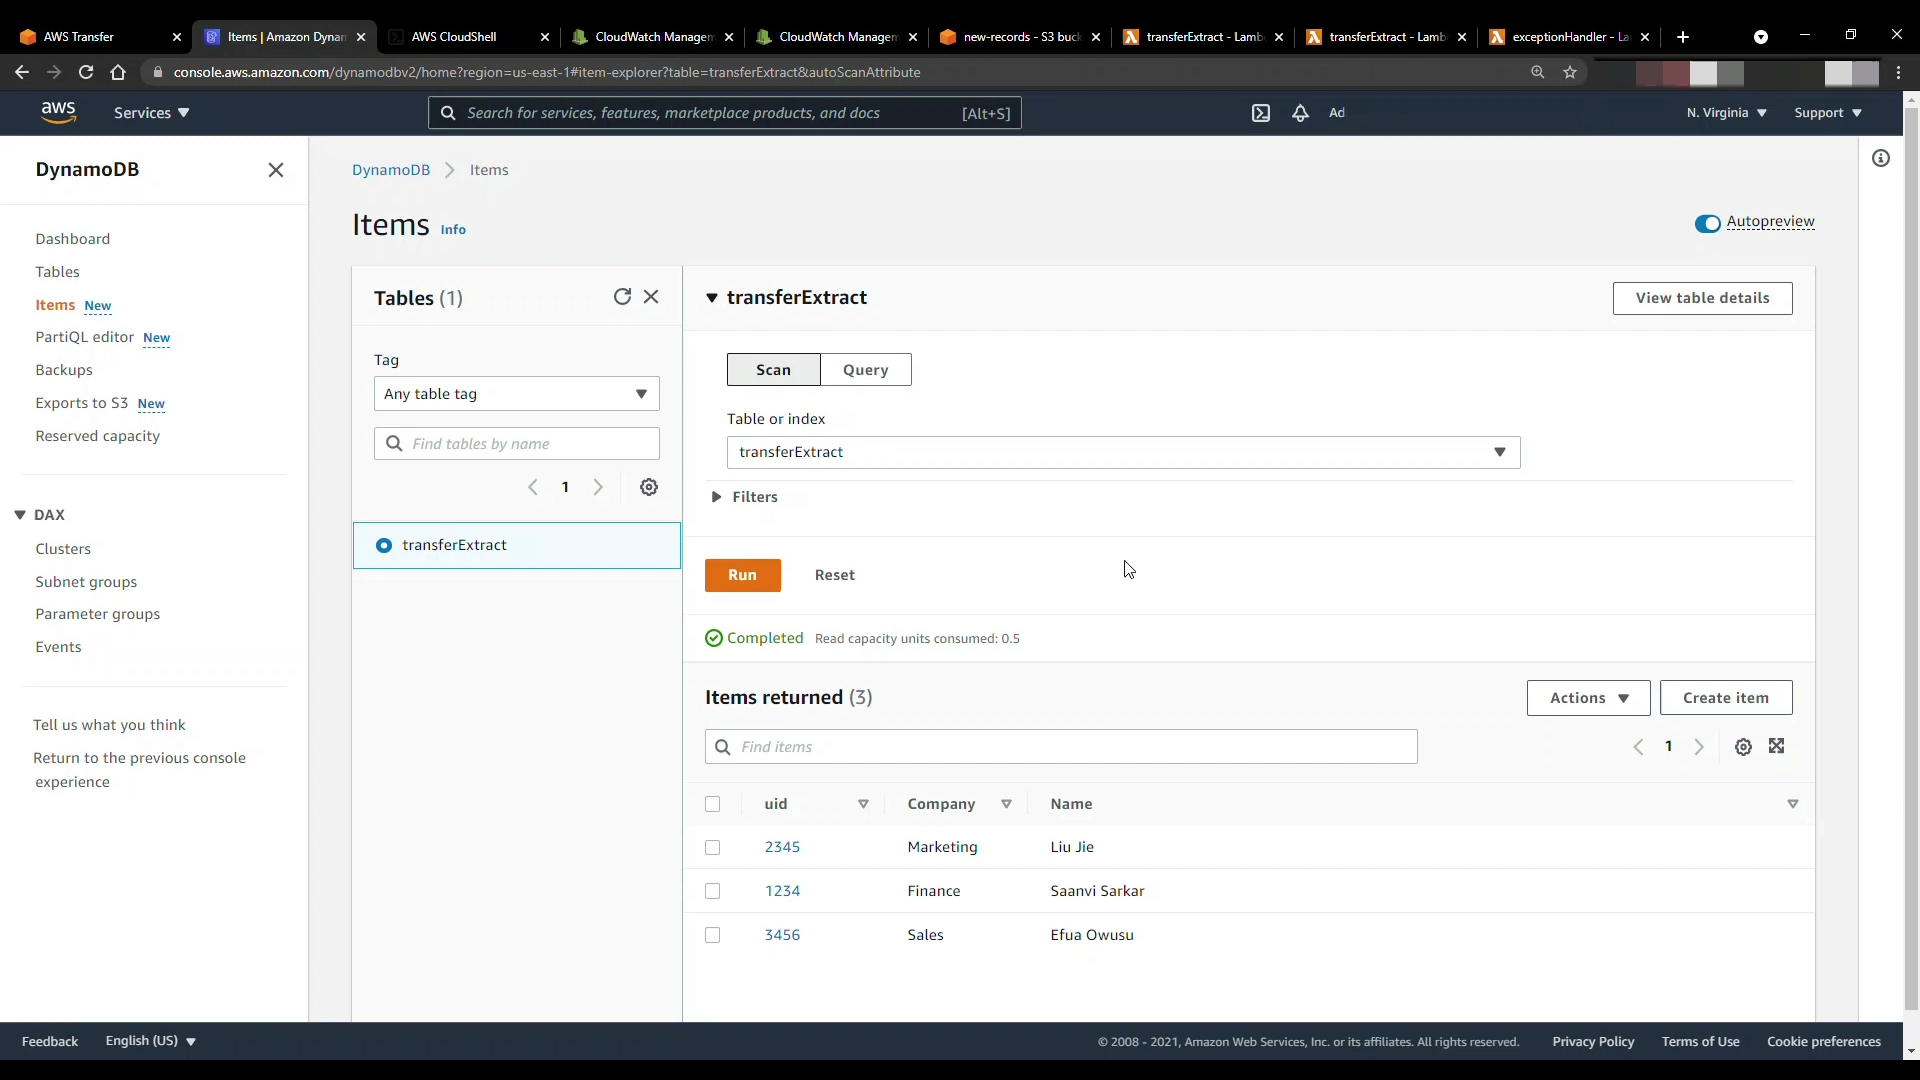 AWS Transfer
Items | Amazon Dynam
AWS CloudShell
CloudWatch Managem
CloudWatch Managem
new-records - S3 buck
transferExtract - Lamb
transferExtract - Lamb
exceptionHandler - La
console.aws.amazon.com/dynamodbv2/home?region=us-east-1#item-explorer?table=transferExtract&autoScanAttribute
aws
Services
Search for services, features, marketplace products, and docs
[Alt+S]
Ad
N. Virginia
Support
DynamoDB
Dashboard
Tables
Items New
PartiQL editor New
Backups
Exports to S3 New
Reserved capacity
DAX
Clusters
Subnet groups
Parameter groups
Events
Tell us what you think
Return to the previous console
experience
DynamoDB
Items
Items Info
Autopreview
Tables (1)
Tag
Any table tag
Find tables by name
1
transferExtract
transferExtract
View table details
Scan
Query
Table or index
transferExtract
Filters
Run
Reset
Completed Read capacity units consumed: 0.5
Items returned (3)
Actions
Create item
Find items
1
uid Company Name
2345 Marketing Liu Jie
1234 Finance Saanvi Sarkar
3456 Sales Efua Owusu
Feedback
English (US)
© 2008 - 2021, Amazon Web Services, Inc. or its affiliates. All rights reserved.
Privacy Policy
Terms of Use
Cookie preferences